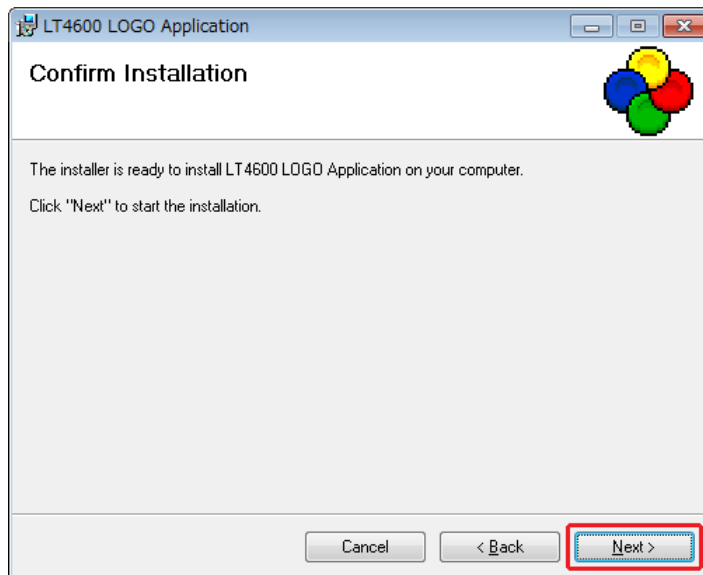 LT4600 LOGO Application
Confirm Installation
The installer is ready to install LT4600 LOGO Application on your computer.
Click "Next" to start the installation.
Cancel
< Back
Next >